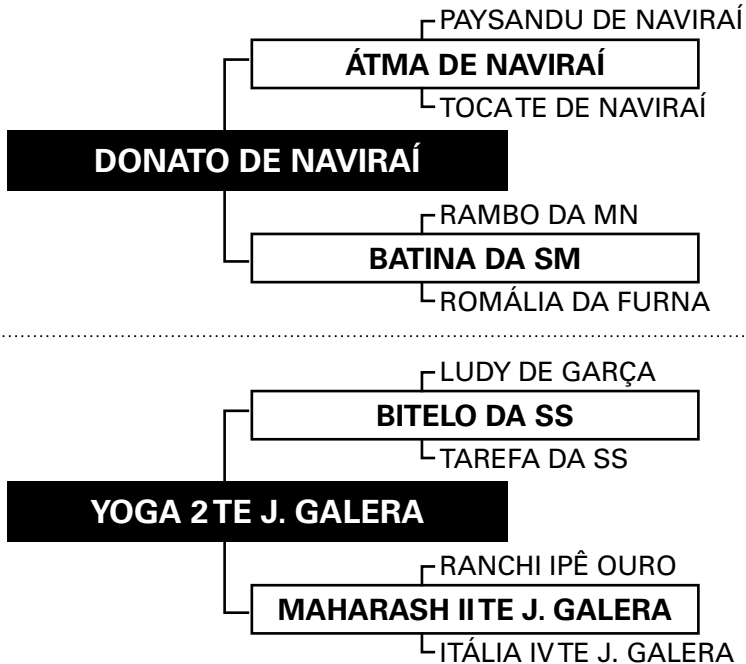 PAYSANDU DE NAVIRAÍ
ÁTMA DE NAVIRAÍ
TOCA TE DE NAVIRAÍ
DONATO DE NAVIRAÍ
RAMBO DA MN
BATINA DA SM
ROMÁLIA DA FURNA
LUDY DE GARÇA
BITELO DA SS
TAREFA DA SS
YOGA 2 TE J. GALERA
RANCHI IPÊ OURO
MAHARASH II TE J. GALERA
ITÁLIA IV TE J. GALERA